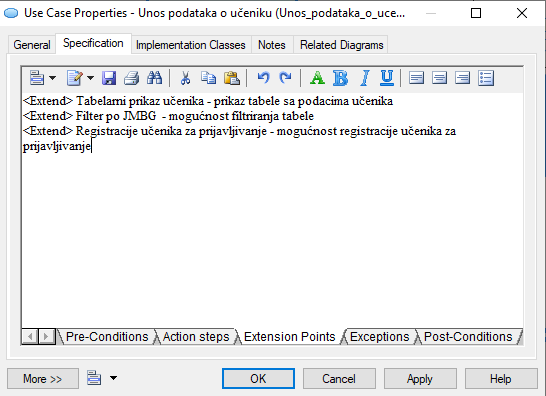 Use Case Properties - Unos podataka o učeniku (Unos_podataka_o_uce...
General Specification Implementation Classes Notes Related Diagrams
<Extend> Tabelarni prikaz učenika - prikaz tabele sa podacima učenika
<Extend> Filter po JMBG - mogućnost filtriranja tabele
<Extend> Registracije učenika za prijavljivanje - mogućnost registracije učenika za
prijavljivanje
Pre-Conditions Action steps Extension Points Exceptions Post-Conditions
More >> OK Cancel Apply Help